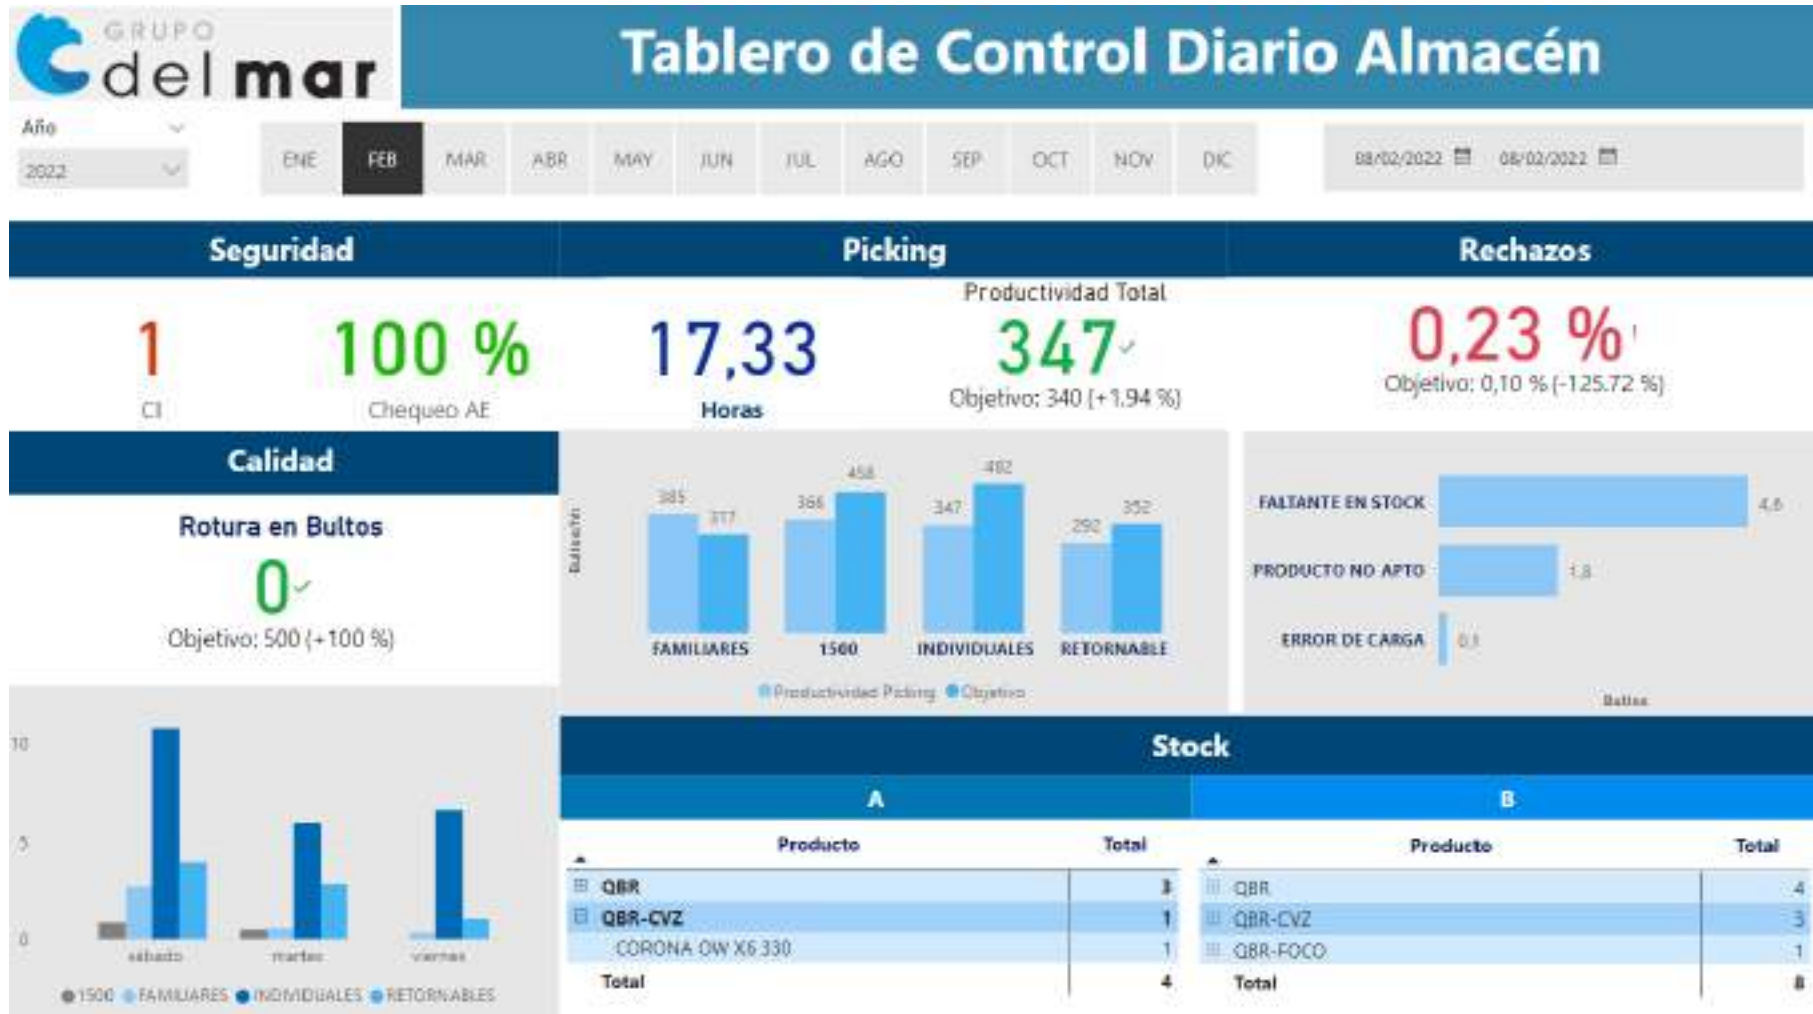 GRUPO
del mar
Tablero de Control Diario Almacén
Año
2022
ENE FEB MAR ABR MAY JUN JUL AGO SEP OCT NOV DIC
08/02/2022 08/02/2022
Seguridad
1
CII
100 %
Chequeo AE
Picking
17,33
Horas
Productividad Total
347
Objetivo: 340 (+1.94 %)
Rechazos
0,23 %
Objetivo: 0,10 % (-125.72 %)
Calidad
Rotura en Bultos
0
Objetivo: 500 (+100 %)
10
5
0
sábado martes viernes
1500 FAMILIARES INDIVIDUALES RETORNABLES
Bultos/Hr
385 317 366 458 347 482 292 352
FAMILIARES 1500 INDIVIDUALES RETORNABLE
Productividad Picking Objetivo
FALTANTE EN STOCK 4,6
PRODUCTO NO APTO 1,8
ERROR DE CARGA 0,1
Bultos
Stock
A
Producto Total
QBR 3
QBR-CVZ 1
CORONA OW X6 330 1
Total 4
B
Producto Total
QBR 4
QBR-CVZ 3
QBR-FOCO 1
Total 8